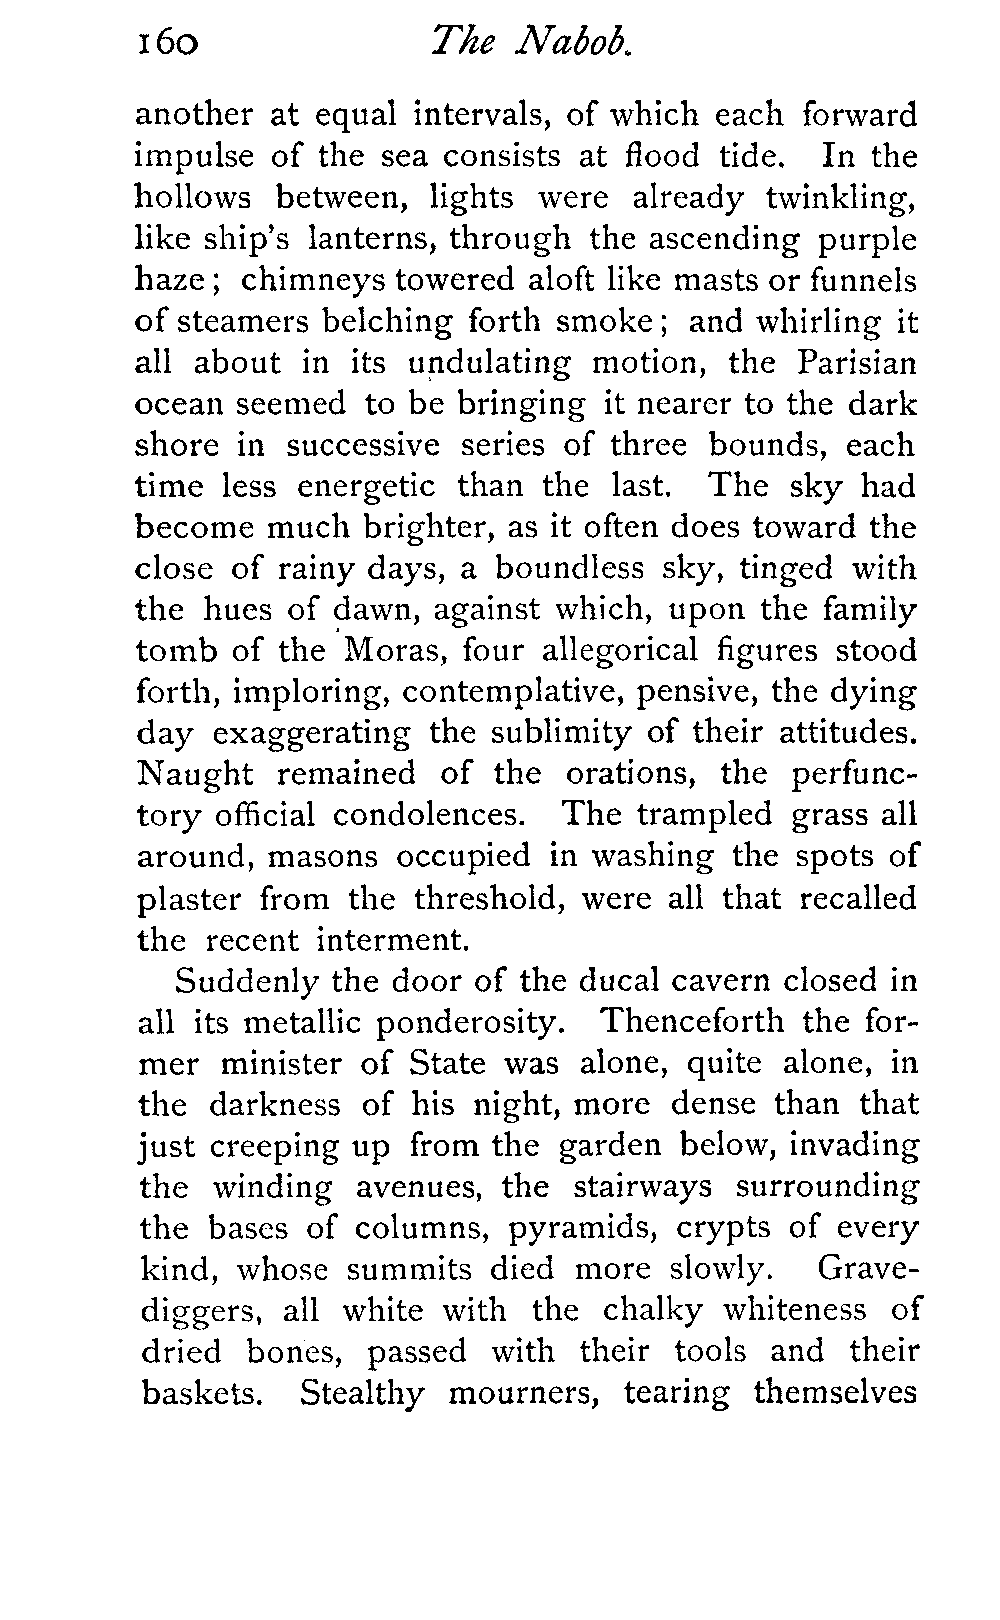 160 The Nabob.
another at equal intervals, of which each forward
impulse of the sea consists at flood tide. In the
hollows between, lights were already twinkling,
like ship's lanterns, through the ascending purple
haze; chimneys towered aloft like masts or funnels
of steamers belching forth smoke; and whirling it
all about in its undulating motion, the Parisian
ocean seemed to be bringing it nearer to the dark
shore in successive series of three bounds, each
time less energetic than the last. The sky had
become much brighter, as it often does toward the
close of rainy days, a boundless sky, tinged with
the hues of dawn, against which, upon the family
tomb of the Moras, four allegorical figures stood
forth, imploring, contemplative, pensive, the dying
day exaggerating the sublimity of their attitudes.
Naught remained of the orations, the perfunc-
tory official condolences. The trampled grass all
around, masons occupied in washing the spots of
plaster from the threshold, were all that recalled
the recent interment.
Suddenly the door of the ducal cavern closed in
all its metallic ponderosity. Thenceforth the for-
mer minister of State was alone, quite alone, in
the darkness of his night, more dense than that
just creeping up from the garden below, invading
the winding avenues, the stairways surrounding
the bases of columns, pyramids, crypts of every
kind, whose summits died more slowly. Grave-
diggers, all white with the chalky whiteness of
dried bones, passed with their tools and their
baskets. Stealthy mourners, tearing themselves